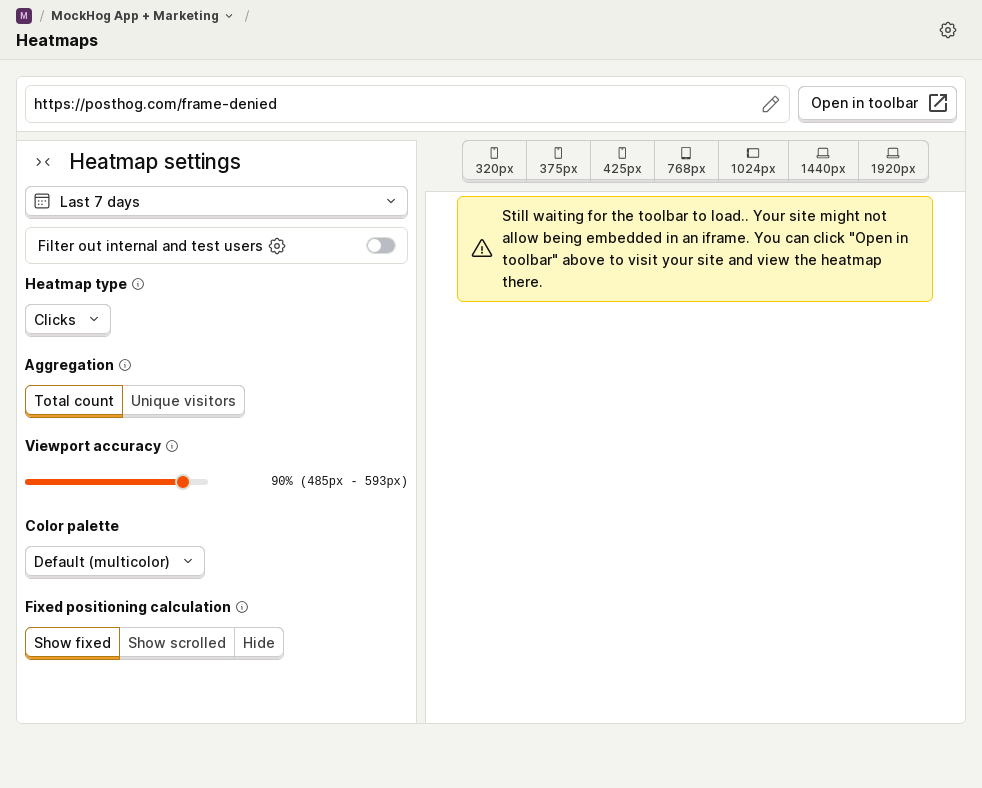 M / MockHog App + Marketing /
Heatmaps
https://posthog.com/frame-denied
Open in toolbar
Heatmap settings
Last 7 days
Filter out internal and test users
Heatmap type
Clicks
Aggregation
Total count Unique visitors
Viewport accuracy
90% (485px - 593px)
Color palette
Default (multicolor)
Fixed positioning calculation
Show fixed Show scrolled Hide
320px 375px 425px 768px 1024px 1440px 1920px
Still waiting for the toolbar to load.. Your site might not
allow being embedded in an iframe. You can click "Open in
toolbar" above to visit your site and view the heatmap
there.